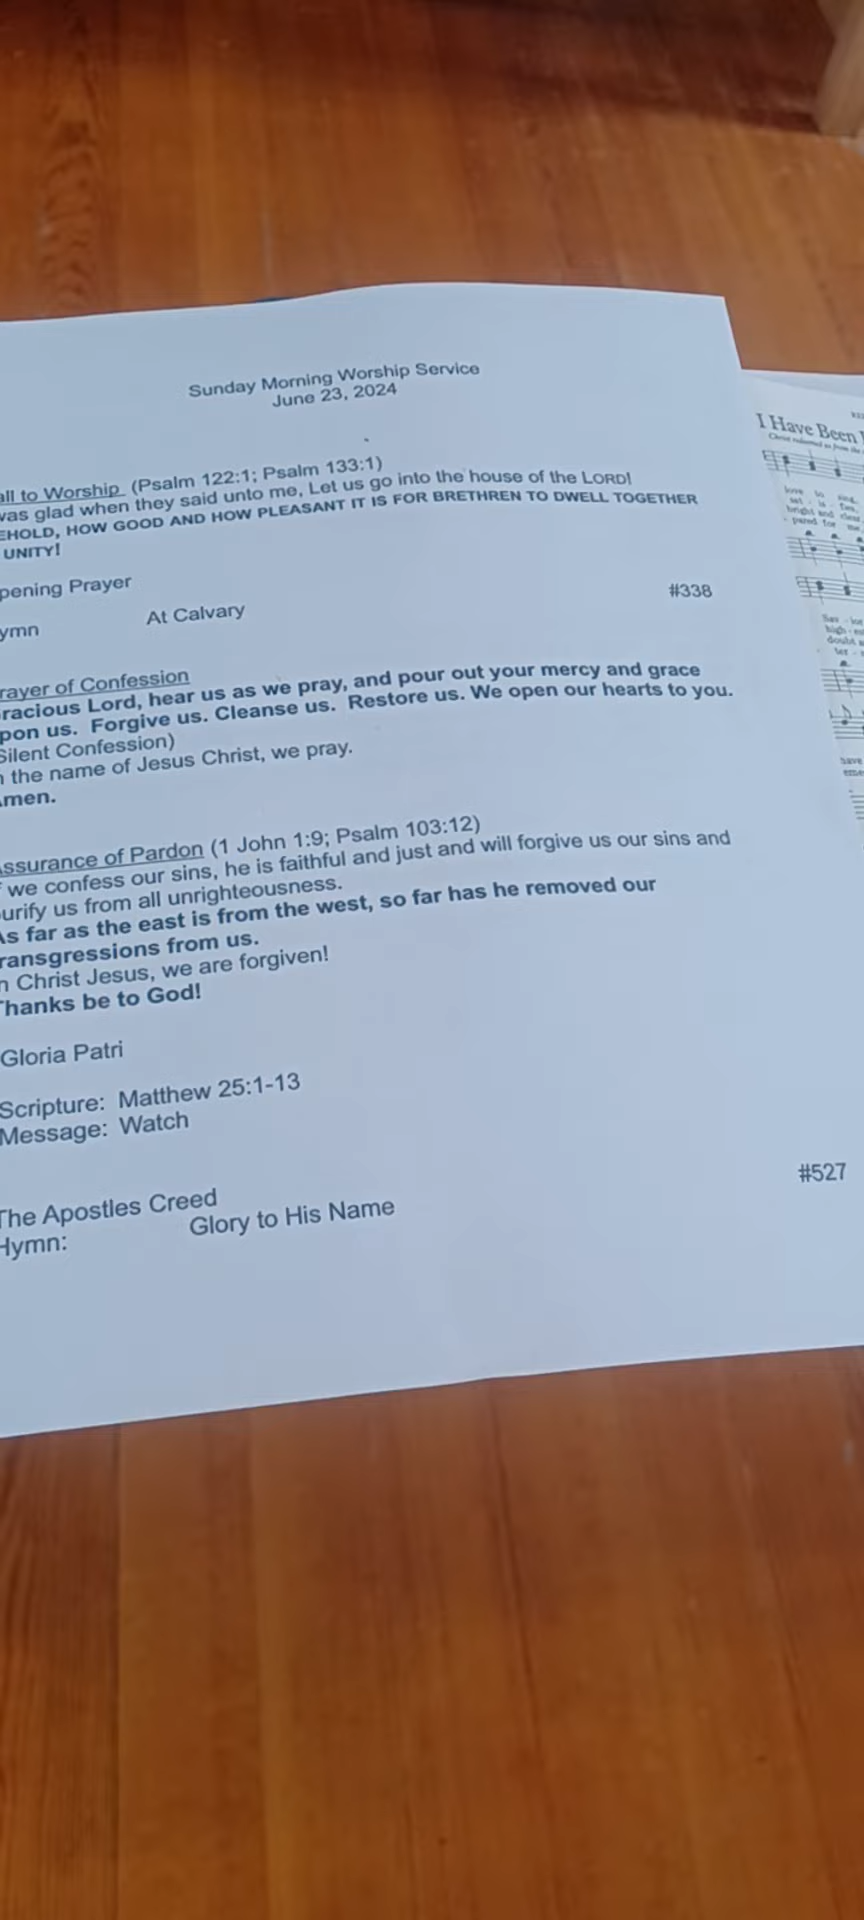 Sunday Morning Worship Service
June 23, 2024
all to Worship (Psalm 122:1; Psalm 133:1)
was glad when they said unto me, Let us go into the house of the LORD!
EHOLD, HOW GOOD AND HOW PLEASANT IT IS FOR BRETHREN TO DWELL TOGETHER
UNITY!
pening Prayer
ymn At Calvary #338
rayer of Confession
racious Lord, hear us as we pray, and pour out your mercy and grace
pon us. Forgive us. Cleanse us. Restore us. We open our hearts to you.
Silent Confession)
n the name of Jesus Christ, we pray.
men.
ssurance of Pardon (1 John 1:9; Psalm 103:12)
f we confess our sins, he is faithful and just and will forgive us our sins and
urify us from all unrighteousness.
As far as the east is from the west, so far has he removed our
ransgressions from us.
n Christ Jesus, we are forgiven!
Thanks be to God!
Gloria Patri
Scripture: Matthew 25:1-13
Message: Watch
The Apostles Creed
Hymn: Glory to His Name #527
I Have Been